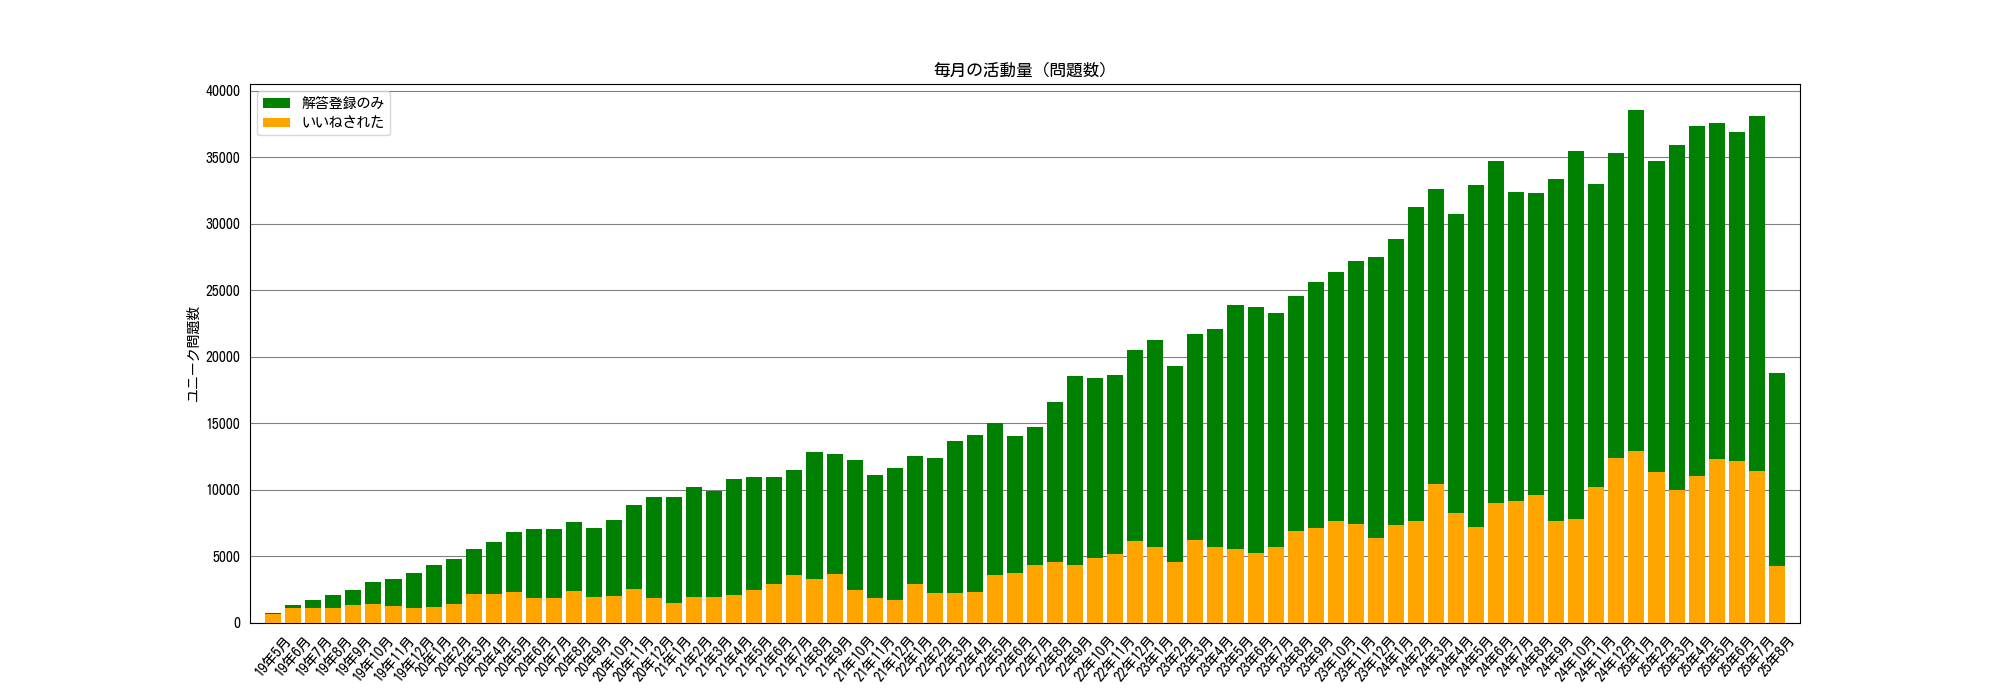 毎月の活動量（問題数）
解答登録のみ
いいねされた
ユニーク問題数
40000
35000
30000
25000
20000
15000
10000
5000
0
19年5月
19年6月
19年7月
19年8月
19年9月
19年10月
19年11月
19年12月
20年1月
20年2月
20年3月
20年4月
20年5月
20年6月
20年7月
20年8月
20年9月
20年10月
20年11月
20年12月
21年1月
21年2月
21年3月
21年4月
21年5月
21年6月
21年7月
21年8月
21年9月
21年10月
21年11月
21年12月
22年1月
22年2月
22年3月
22年4月
22年5月
22年6月
22年7月
22年8月
22年9月
22年10月
22年11月
22年12月
23年1月
23年2月
23年3月
23年4月
23年5月
23年6月
23年7月
23年8月
23年9月
23年10月
23年11月
23年12月
24年1月
24年2月
24年3月
24年4月
24年5月
24年6月
24年7月
24年8月
24年9月
24年10月
24年11月
24年12月
25年1月
25年2月
25年3月
25年4月
25年5月
25年6月
25年7月
25年8月